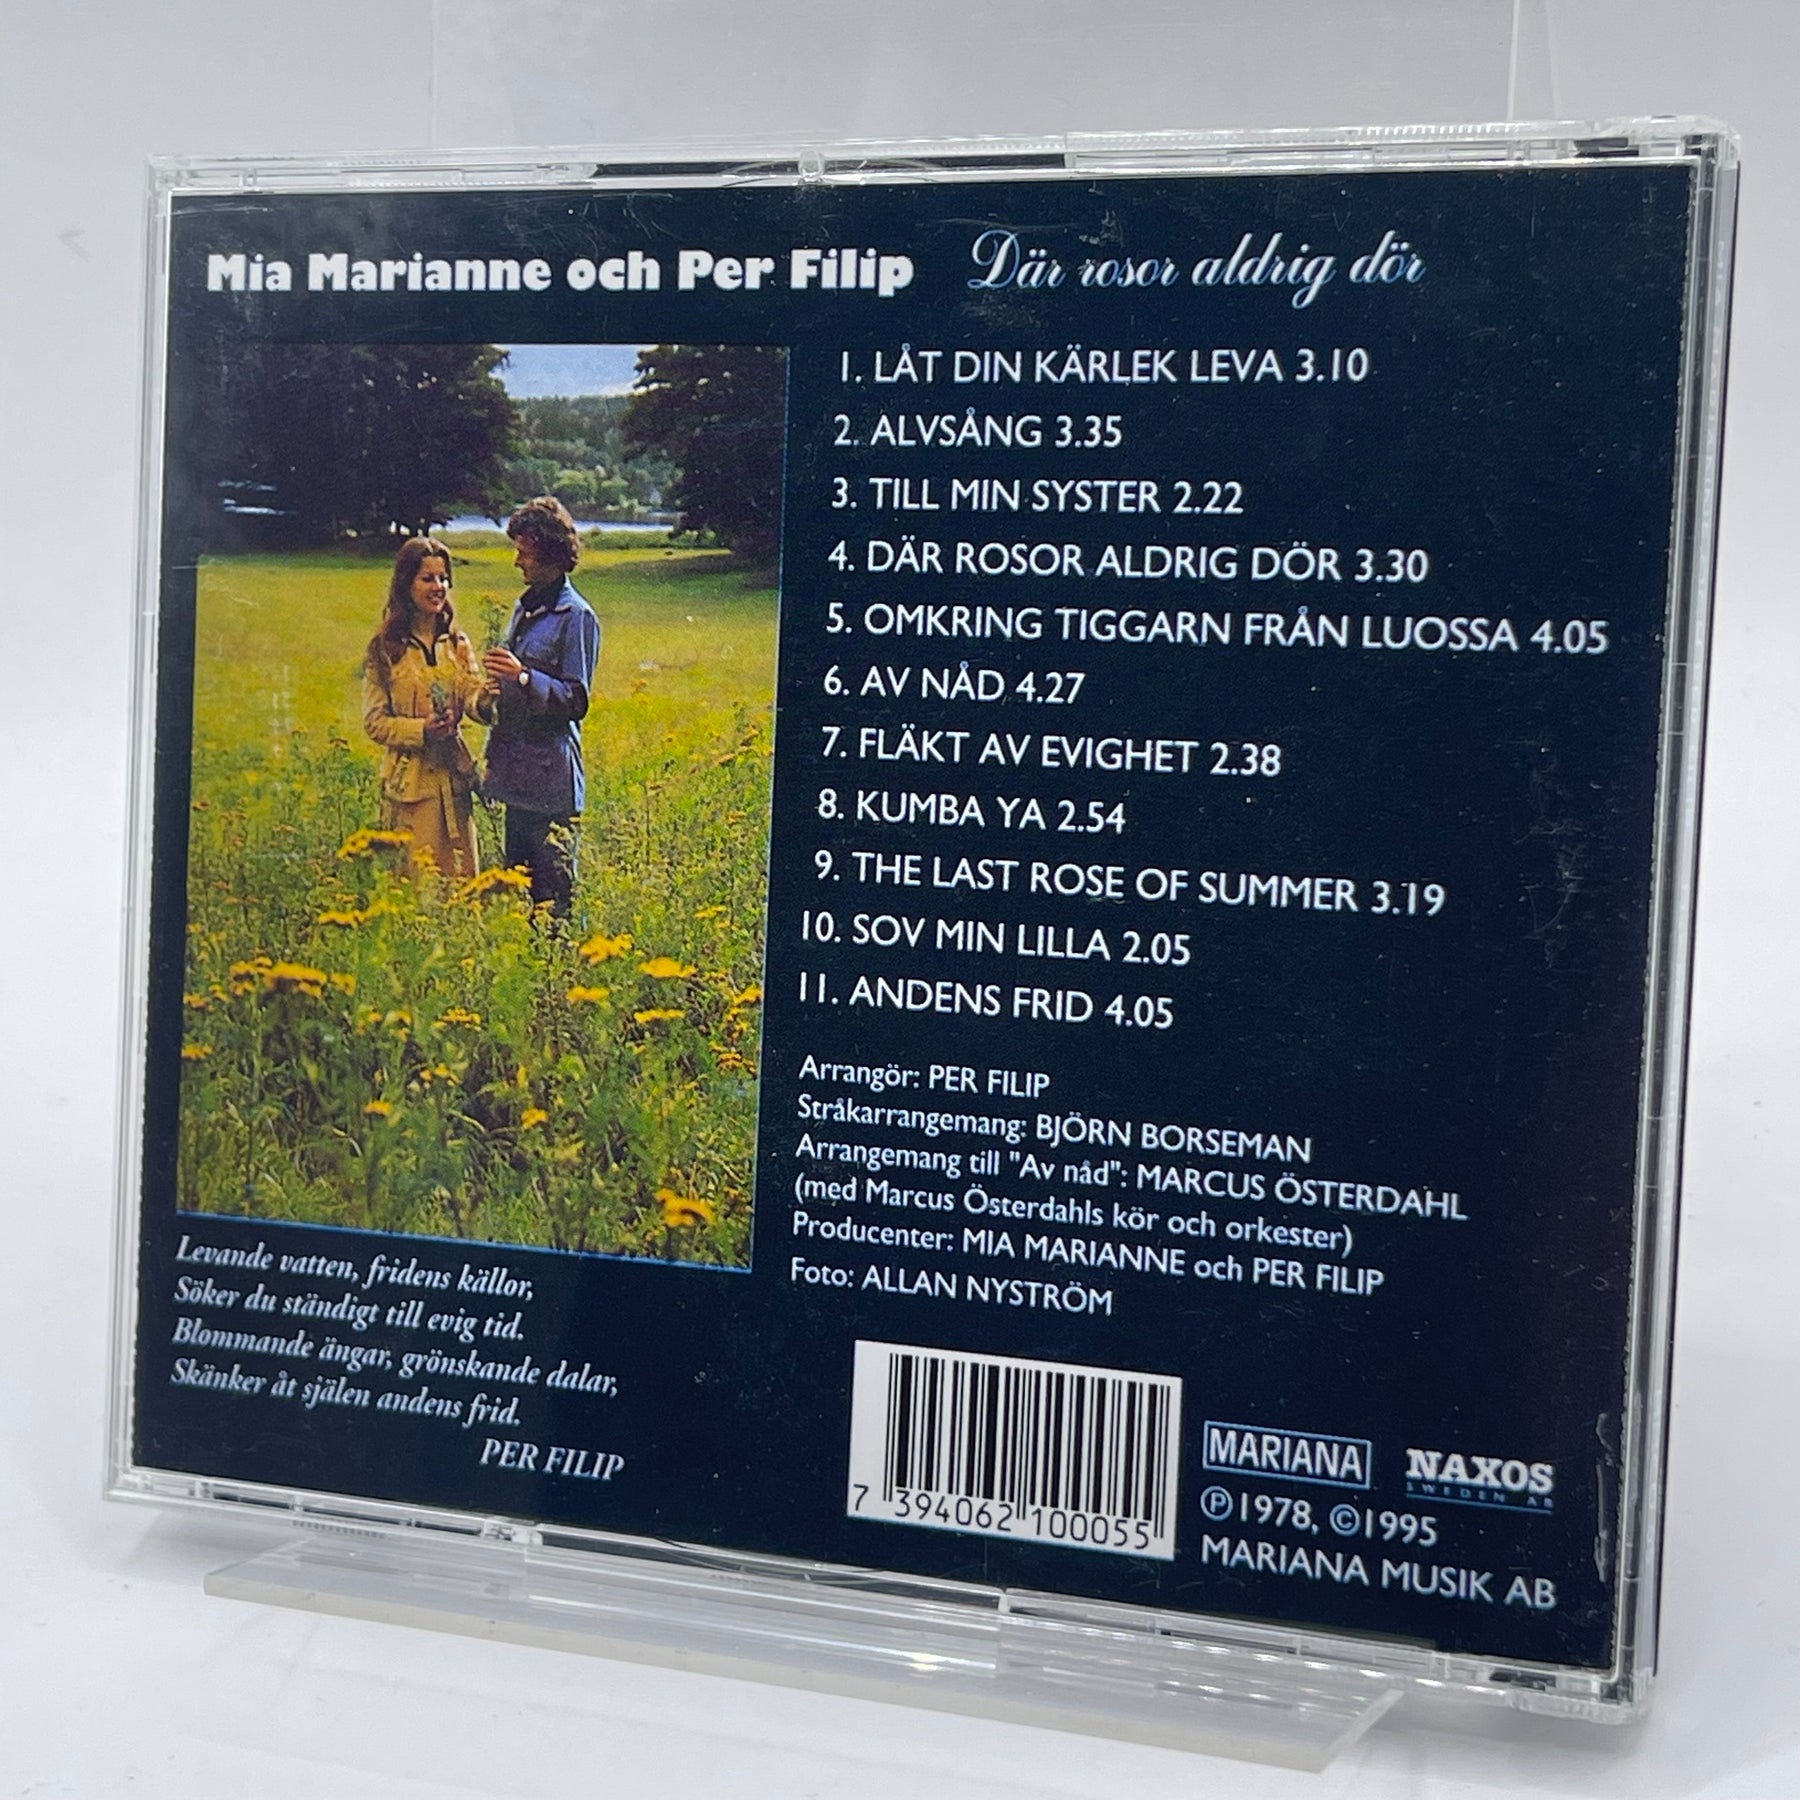 Mia Marianne och Per Filip Där rosor aldrig dör
1. LÅT DIN KÄRLEK LEVA 3.10
2. ALVSÅNG 3.35
3. TILL MIN SYSTER 2.22
4. DÄR ROSOR ALDRIG DÖR 3.30
5. OMKRING TIGGARN FRÅN LUOSSA 4.05
6. AV NÅD 4.27
7. FLÄKT AV EVIGHET 2.38
8. KUMBA YA 2.54
9. THE LAST ROSE OF SUMMER 3.19
10. SOV MIN LILLA 2.05
11. ANDENS FRID 4.05
Arrangör: PER FILIP
Stråkarrangemang: BJÖRN BORSEMAN
Arrangemang till "Av nåd": MARCUS ÖSTERDAHL
(med Marcus Österdahls kör och orkester)
Producenter: MIA MARIANNE och PER FILIP
Foto: ALLAN NYSTRÖM
Levande vatten, fridens källor,
Söker du ständigt till evig tid.
Blommande ängar, grönskande dalar,
Skänker åt själen andens frid.
PER FILIP
7 394062 100055
MARIANA
NAXOS
SWEDEN AB
℗1978, ©1995
MARIANA MUSIK AB